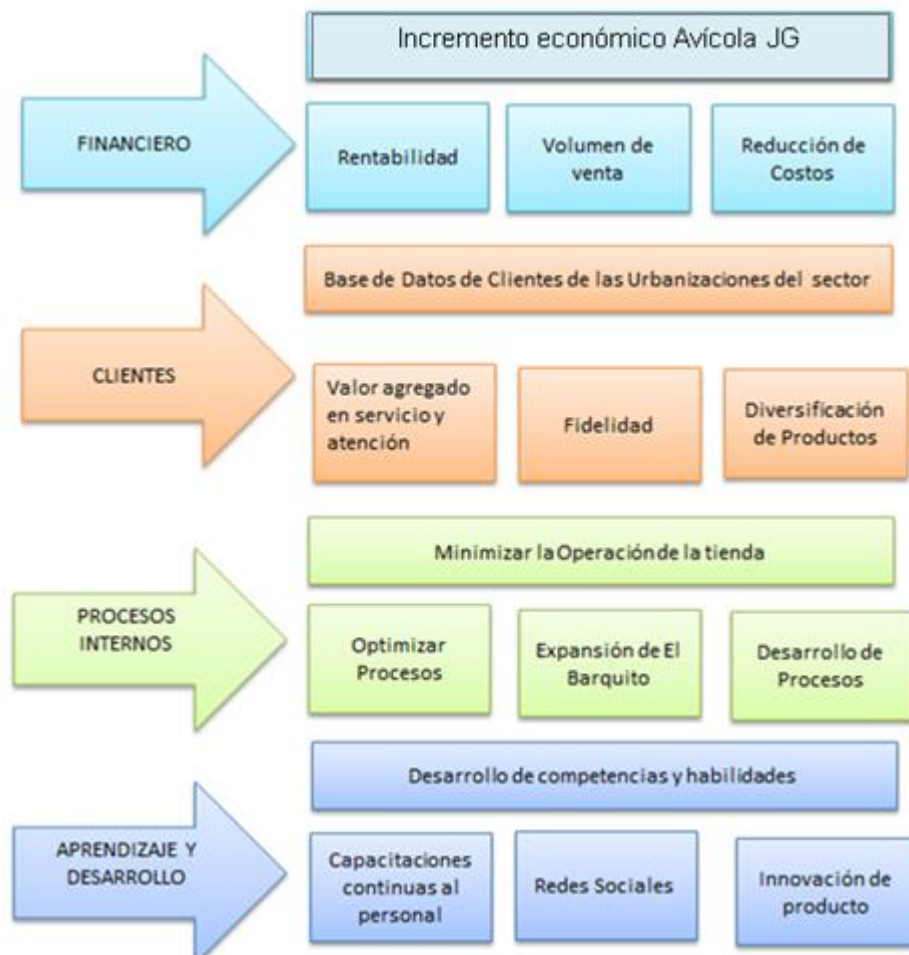 Incremento económico Avícola JG
FINANCIERO
Rentabilidad
Volumen de
venta
Reducción de
Costos
Base de Datos de Clientes de las Urbanizaciones del sector
CLIENTES
Valor agregado
en servicio y
atención
Fidelidad
Diversificación
de Productos
Minimizar la Operación de la tienda
PROCESOS
INTERNOS
Optimizar
Procesos
Expansión de El
Barquito
Desarrollo de
Procesos
Desarrollo de competencias y habilidades
APRENDIZAJE Y
DESARROLLO
Capacitaciones
continuas al
personal
Redes Sociales
Innovación de
producto